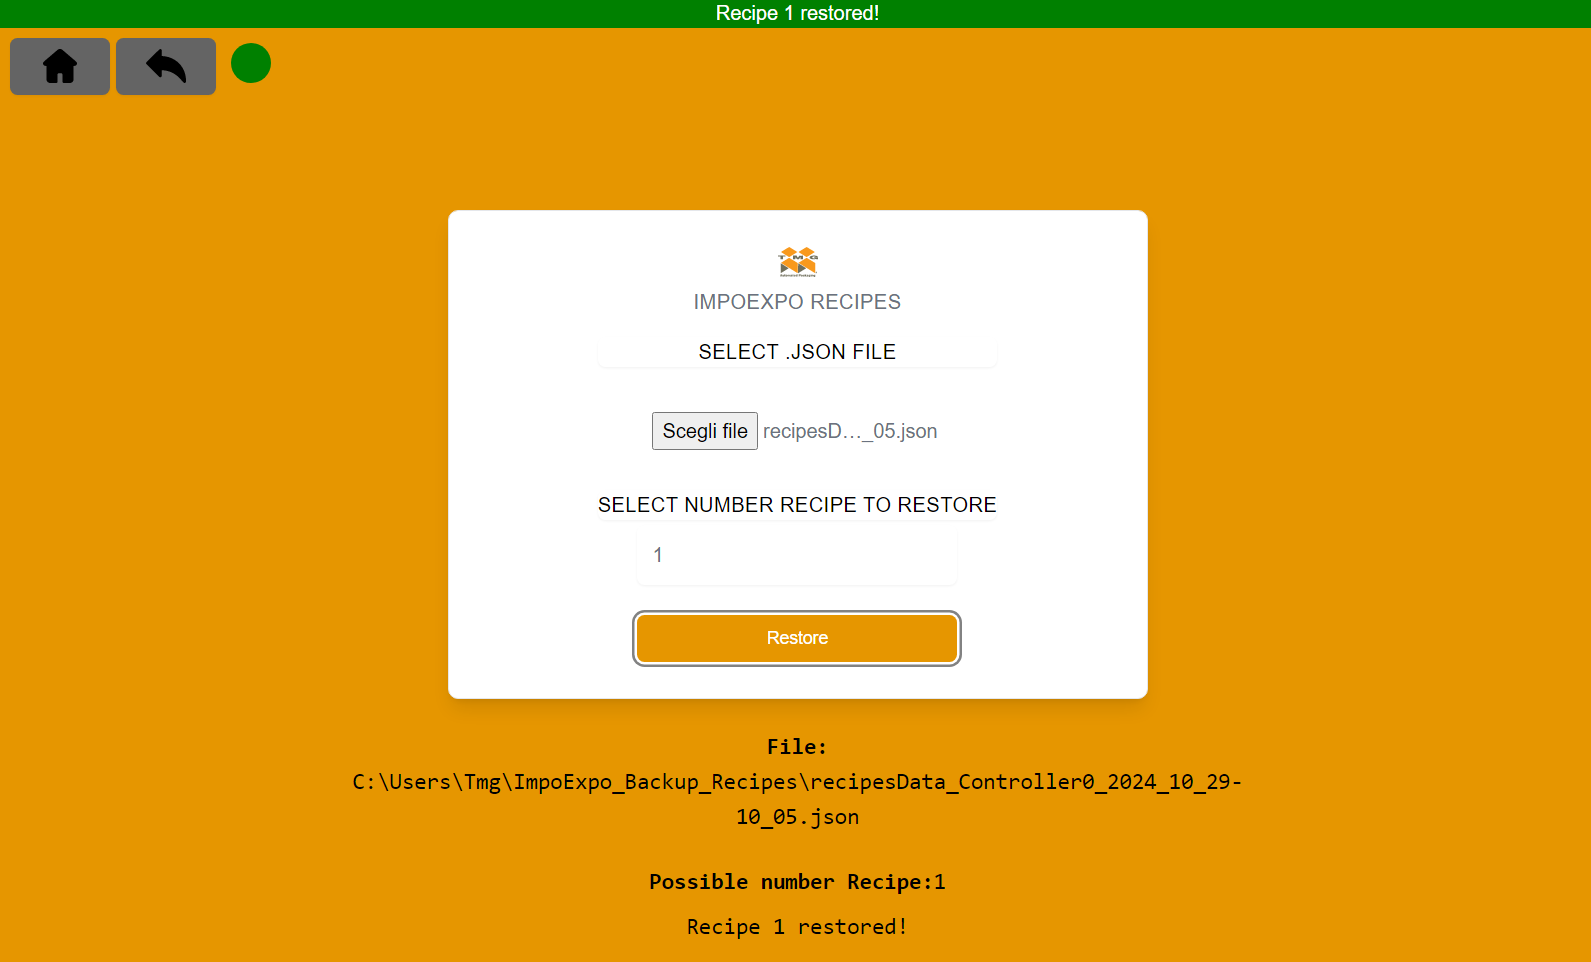 Recipe 1 restored!
TMG
IMPOEXPO RECIPES
SELECT .JSON FILE
Scegli file recipesD…_05.json
SELECT NUMBER RECIPE TO RESTORE
1
Restore
File:
C:\Users\Tmg\ImpoExpo_Backup_Recipes\recipesData_Controller0_2024_10_29-
10_05.json
Possible number Recipe:1
Recipe 1 restored!